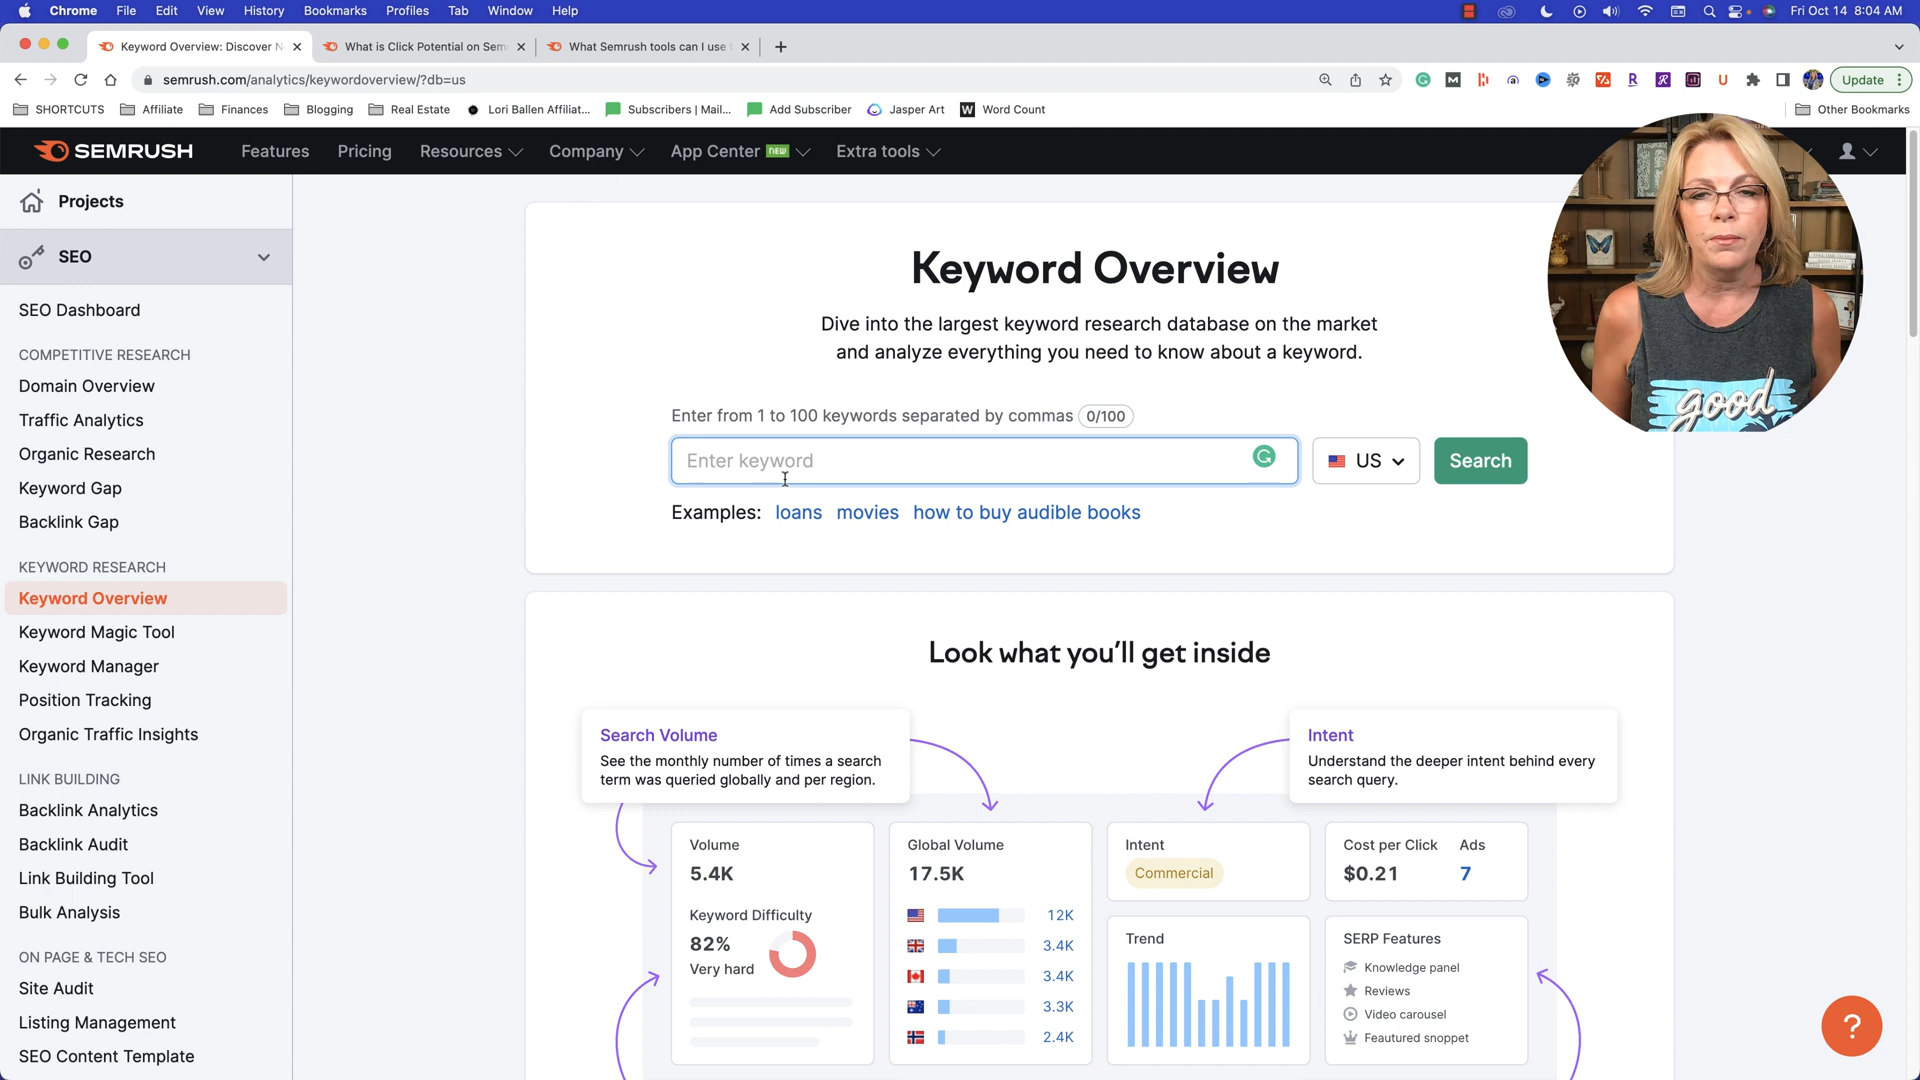 Chrome File Edit View History Bookmarks Profiles Tab Window Help Fri Oct 14 8:04 AM
Keyword Overview: Discover N What is Click Potential on Sem What Semrush tools can I use t
semrush.com/analytics/keywordoverview/?db=us Update
SHORTCUTS Affiliate Finances Blogging Real Estate Lori Ballen Affiliat... Subscribers | Mail... Add Subscriber Jasper Art Word Count Other Bookmarks
SEMRUSH Features Pricing Resources Company App Center NEW Extra tools
Projects
SEO
SEO Dashboard
COMPETITIVE RESEARCH
Domain Overview
Traffic Analytics
Organic Research
Keyword Gap
Backlink Gap
KEYWORD RESEARCH
Keyword Overview
Keyword Magic Tool
Keyword Manager
Position Tracking
Organic Traffic Insights
LINK BUILDING
Backlink Analytics
Backlink Audit
Link Building Tool
Bulk Analysis
ON PAGE & TECH SEO
Site Audit
Listing Management
SEO Content Template
Keyword Overview
Dive into the largest keyword research database on the market
and analyze everything you need to know about a keyword.
Enter from 1 to 100 keywords separated by commas 0/100
Enter keyword US Search
Examples: loans movies how to buy audible books
good
Look what you'll get inside
Search Volume
See the monthly number of times a search
term was queried globally and per region.
Intent
Understand the deeper intent behind every
search query.
Volume
5.4K
Keyword Difficulty
82%
Very hard
Global Volume
17.5K
12K
3.4K
3.4K
3.3K
2.4K
Intent
Commercial
Trend
Cost per Click Ads
$0.21 7
SERP Features
Knowledge panel
Reviews
Video carousel
Feautured snoppet
?